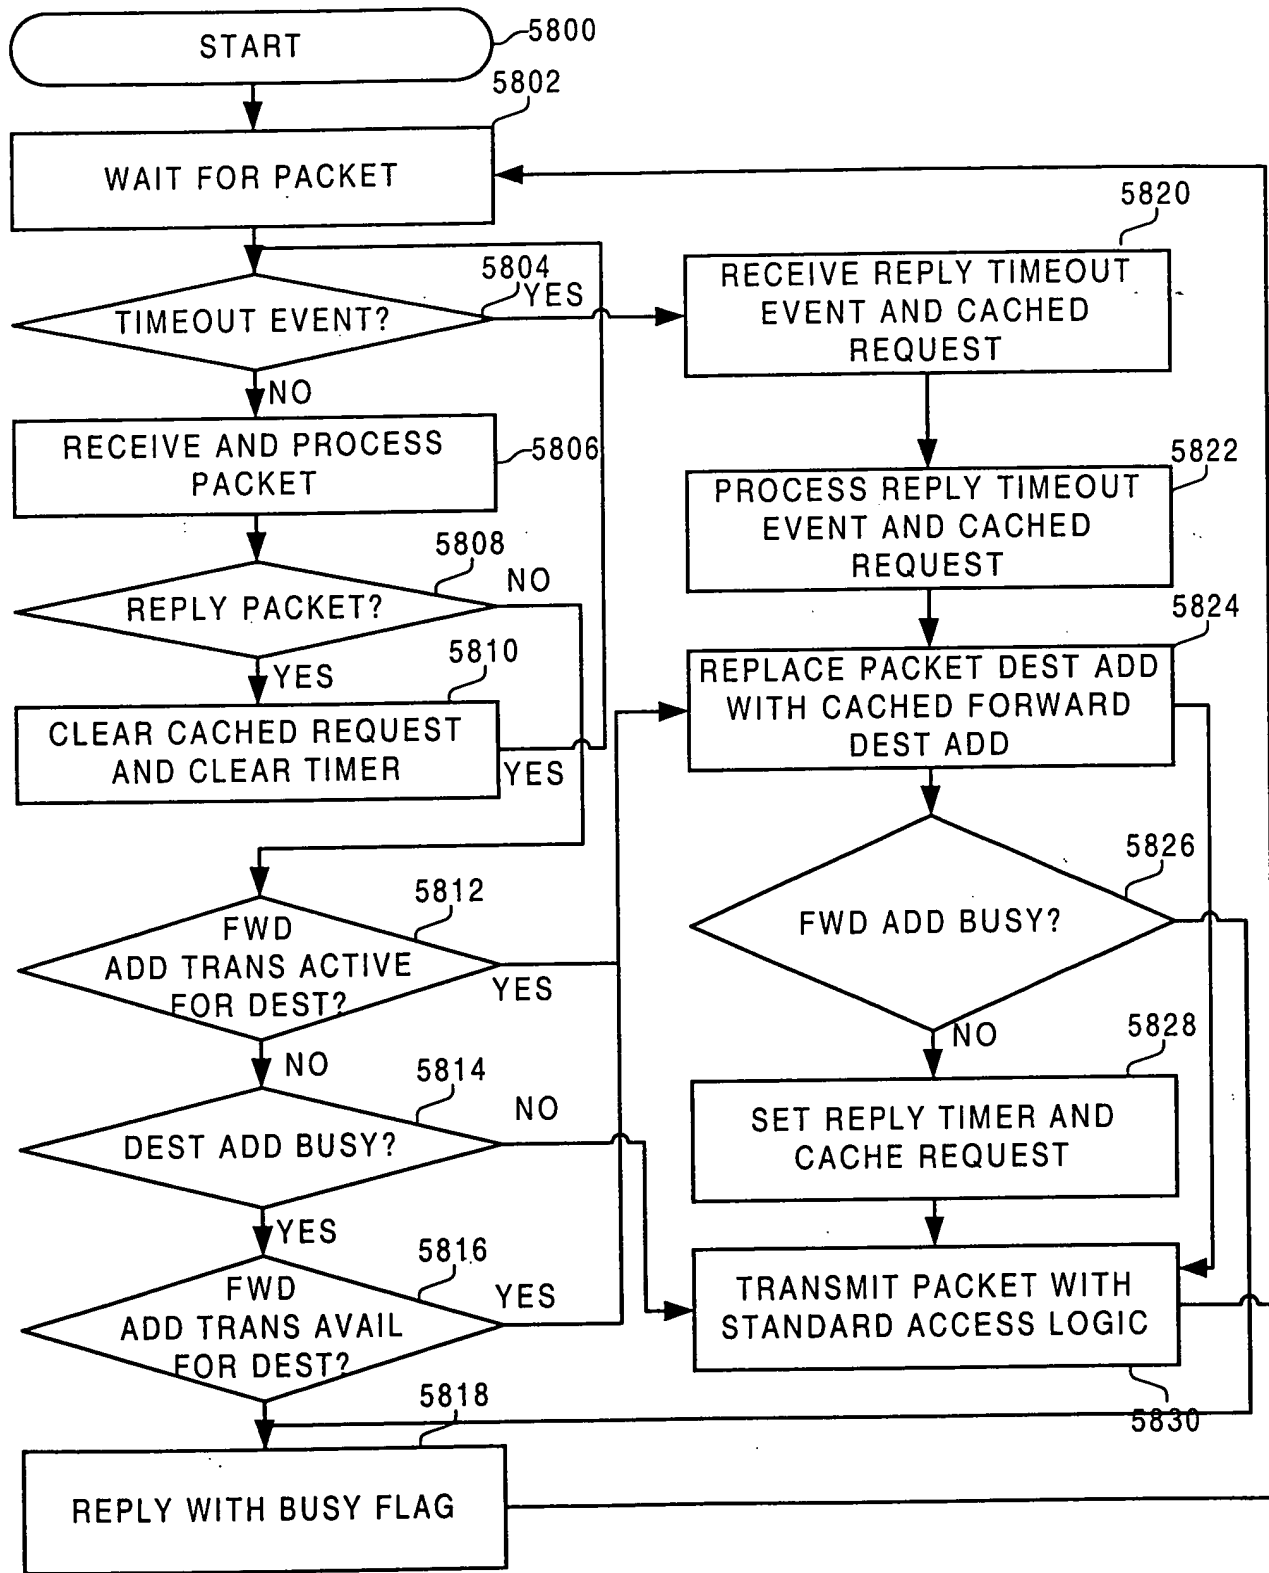 START
5800
5802
WAIT FOR PACKET
5804
TIMEOUT EVENT?
YES
NO
RECEIVE AND PROCESS
PACKET
5806
5808
REPLY PACKET?
NO
YES
5810
CLEAR CACHED REQUEST
AND CLEAR TIMER
YES
5812
FWD
ADD TRANS ACTIVE
FOR DEST?
YES
NO
5814
DEST ADD BUSY?
NO
YES
5816
FWD
ADD TRANS AVAIL
FOR DEST?
YES
5818
REPLY WITH BUSY FLAG
5820
RECEIVE REPLY TIMEOUT
EVENT AND CACHED
REQUEST
5822
PROCESS REPLY TIMEOUT
EVENT AND CACHED
REQUEST
5824
REPLACE PACKET DEST ADD
WITH CACHED FORWARD
DEST ADD
5826
FWD ADD BUSY?
NO
5828
SET REPLY TIMER AND
CACHE REQUEST
TRANSMIT PACKET WITH
STANDARD ACCESS LOGIC
5830